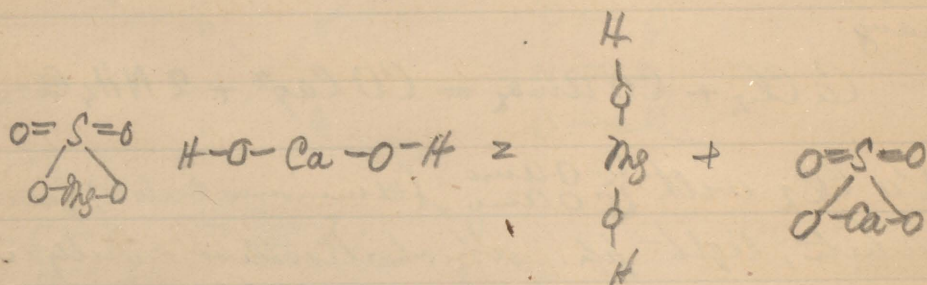 H
O
O=S=O H-O-Ca-O-H = Mg + O=S=O
O-Mg-O O O-Ca-O
H